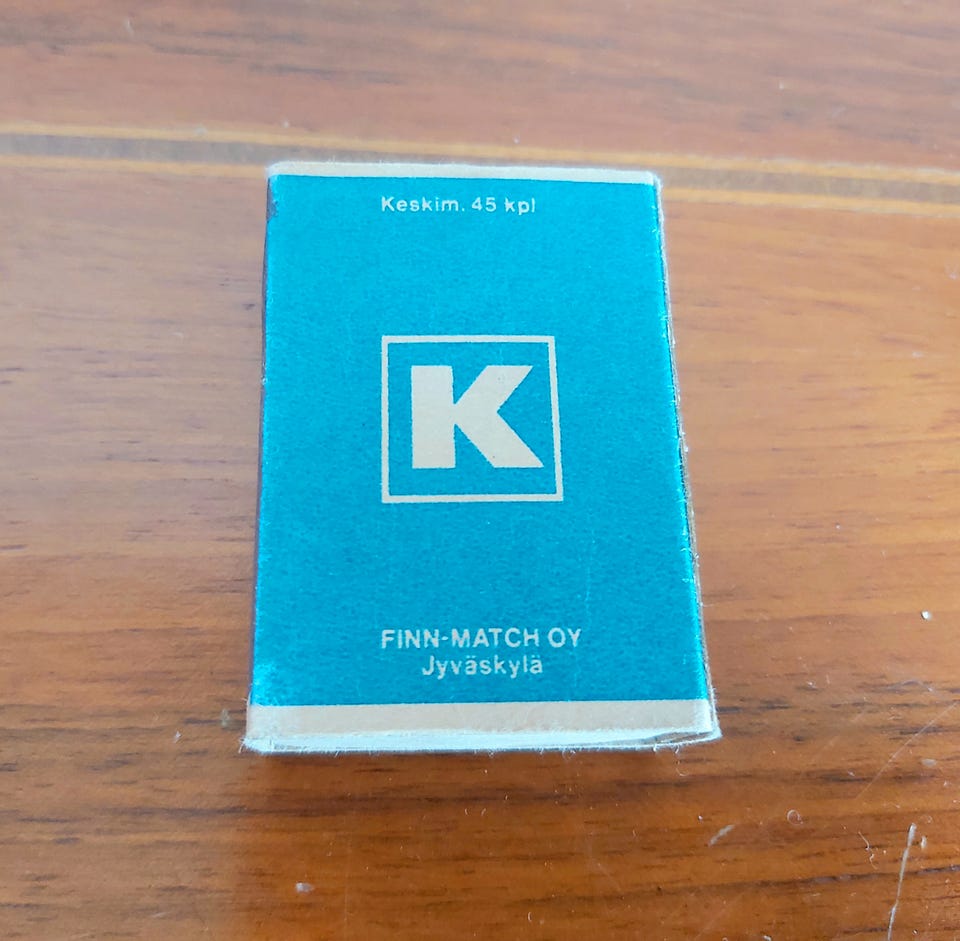 Keskim. 45 kpl
K
FINN-MATCH OY
Jyväskylä